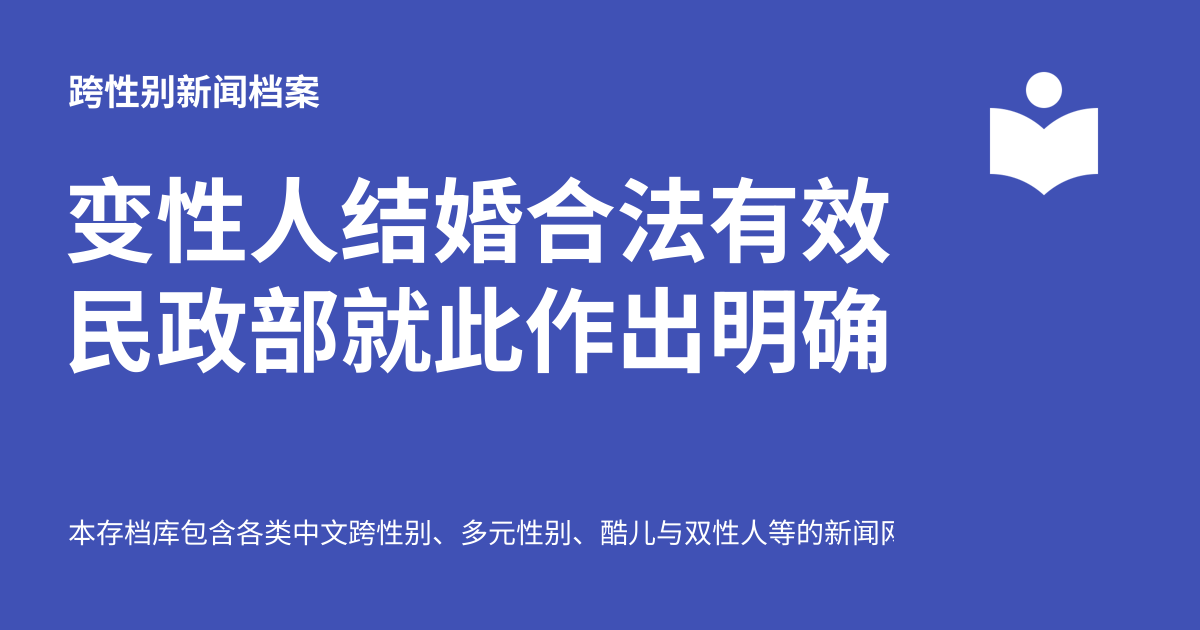 跨性别新闻档案
变性人结婚合法有效
民政部就此作出明确
本存档库包含各类中文跨性别、多元性别、酷儿与双性人等的新闻